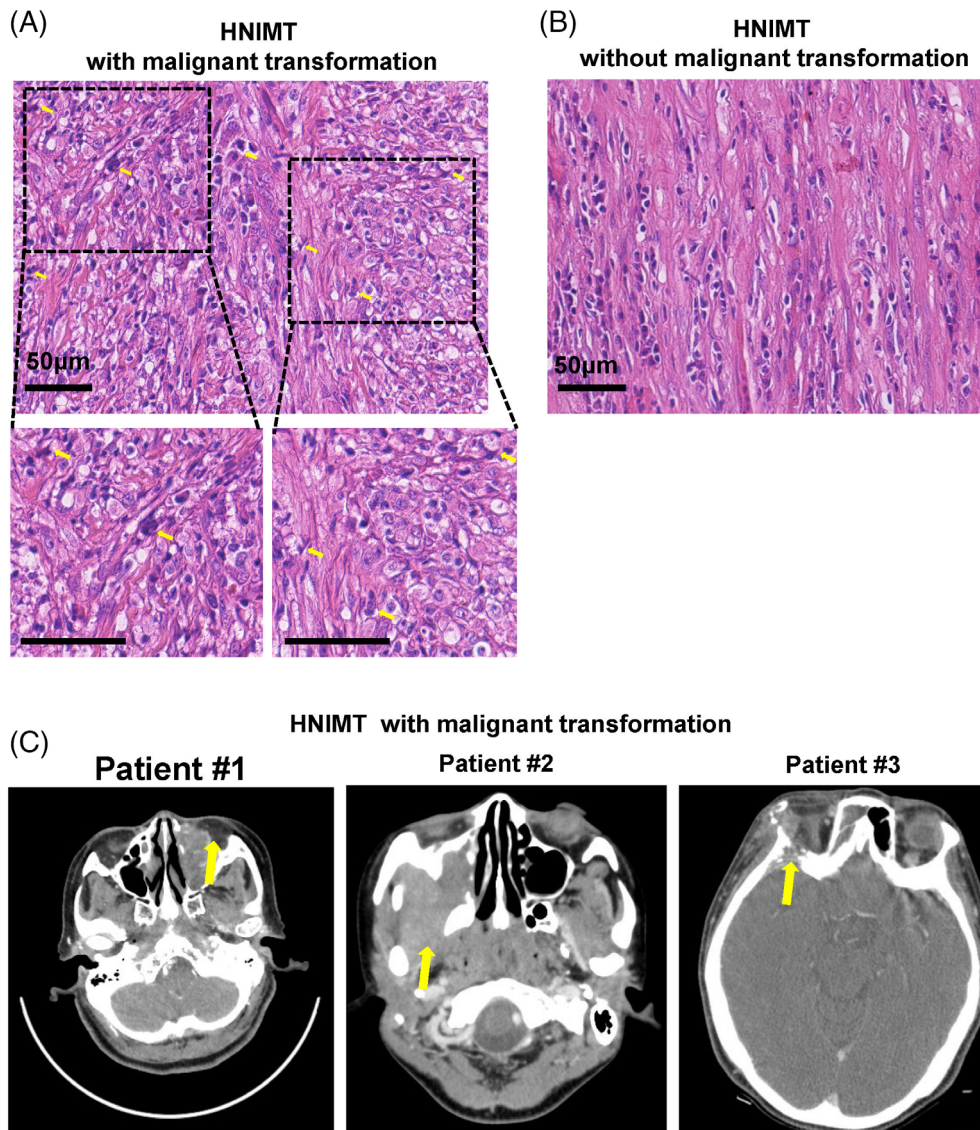 (A)
HNIMT
with malignant transformation
50μm
(B)
HNIMT
without malignant transformation
50μm
(C)
HNIMT with malignant transformation
Patient #1
Patient #2
Patient #3